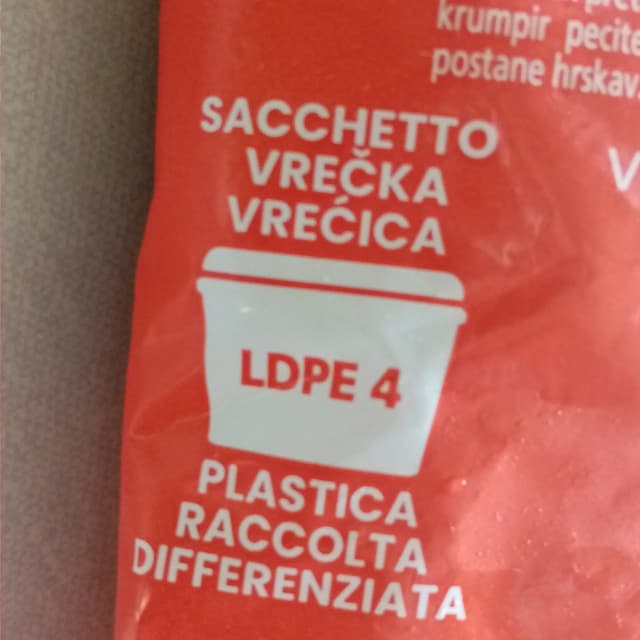 krumpir pecite
postane hrskav
SACCHETTO
VREČKA
VREĆICA
LDPE 4
PLASTICA
RACCOLTA
DIFFERENZIATA